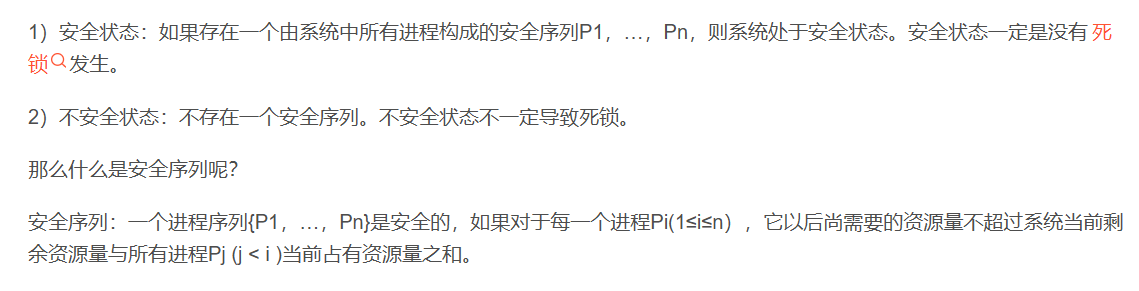 1）安全状态：如果存在一个由系统中所有进程构成的安全序列P1，…，Pn，则系统处于安全状态。安全状态一定是没有 死
锁 发生。
2）不安全状态：不存在一个安全序列。不安全状态不一定导致死锁。
那么什么是安全序列呢？
安全序列：一个进程序列{P1，…，Pn}是安全的，如果对于每一个进程Pi(1≤i≤n），它以后尚需要的资源量不超过系统当前剩
余资源量与所有进程Pj (j < i )当前占有资源量之和。